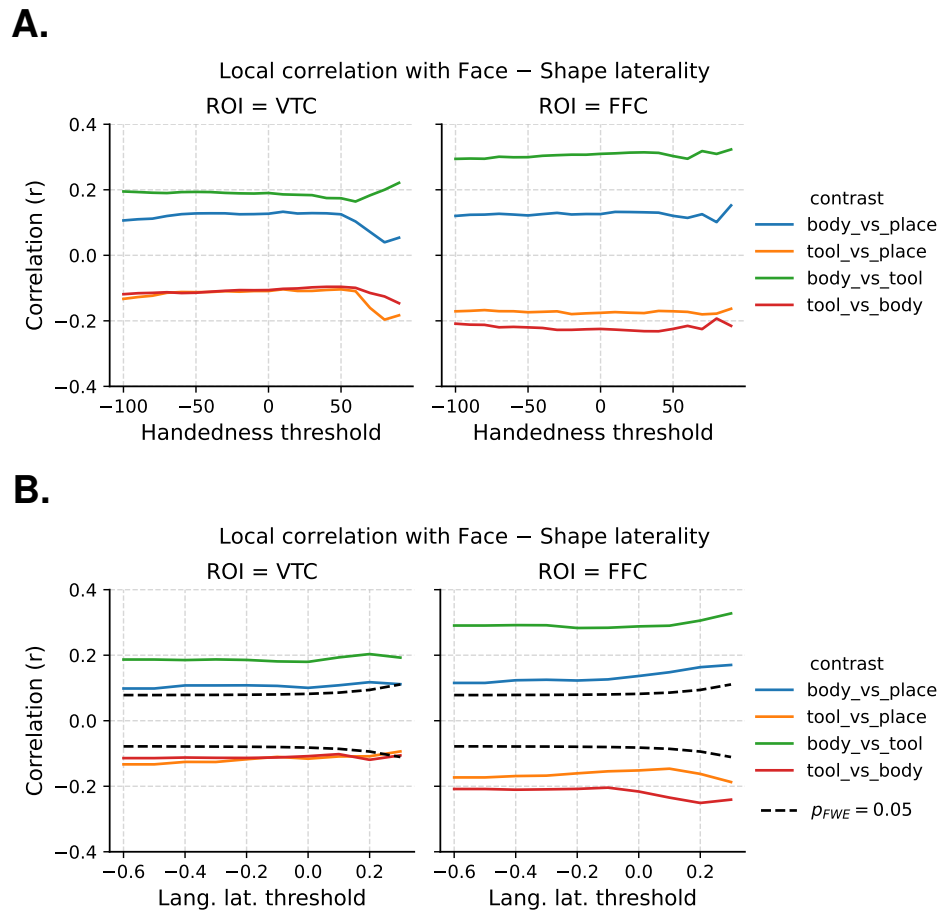 A.
Local correlation with Face − Shape laterality
ROI = VTC
ROI = FFC
0.4
0.2
0.0
−0.2
−0.4
Correlation (r)
−100 −50 0 50
−100 −50 0 50
Handedness threshold
Handedness threshold
contrast
body_vs_place
tool_vs_place
body_vs_tool
tool_vs_body
B.
Local correlation with Face − Shape laterality
ROI = VTC
ROI = FFC
0.4
0.2
0.0
−0.2
−0.4
Correlation (r)
−0.6 −0.4 −0.2 0.0 0.2
−0.6 −0.4 −0.2 0.0 0.2
Lang. lat. threshold
Lang. lat. threshold
contrast
body_vs_place
tool_vs_place
body_vs_tool
tool_vs_body
pFWE = 0.05